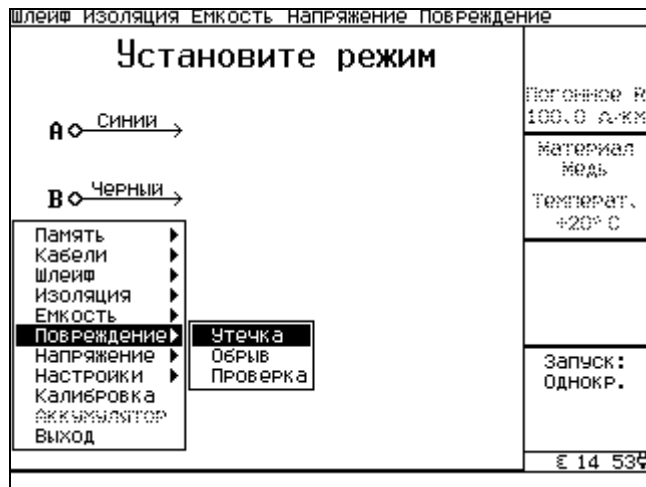 Шлейф Изоляция Емкость Напряжение Повреждение
Установите режим
A Синий
B Черный
Память
Кабели
Шлейф
Изоляция
Емкость
Повреждение
Напряжение
Настройки
Калибровка
Аккумулятор
Выход
Утечка
Обрыв
Проверка
Погонное R
100.0 Д/км
Материал
Медь
Температ.
+20° C
Запуск:
Однокр.
14 53